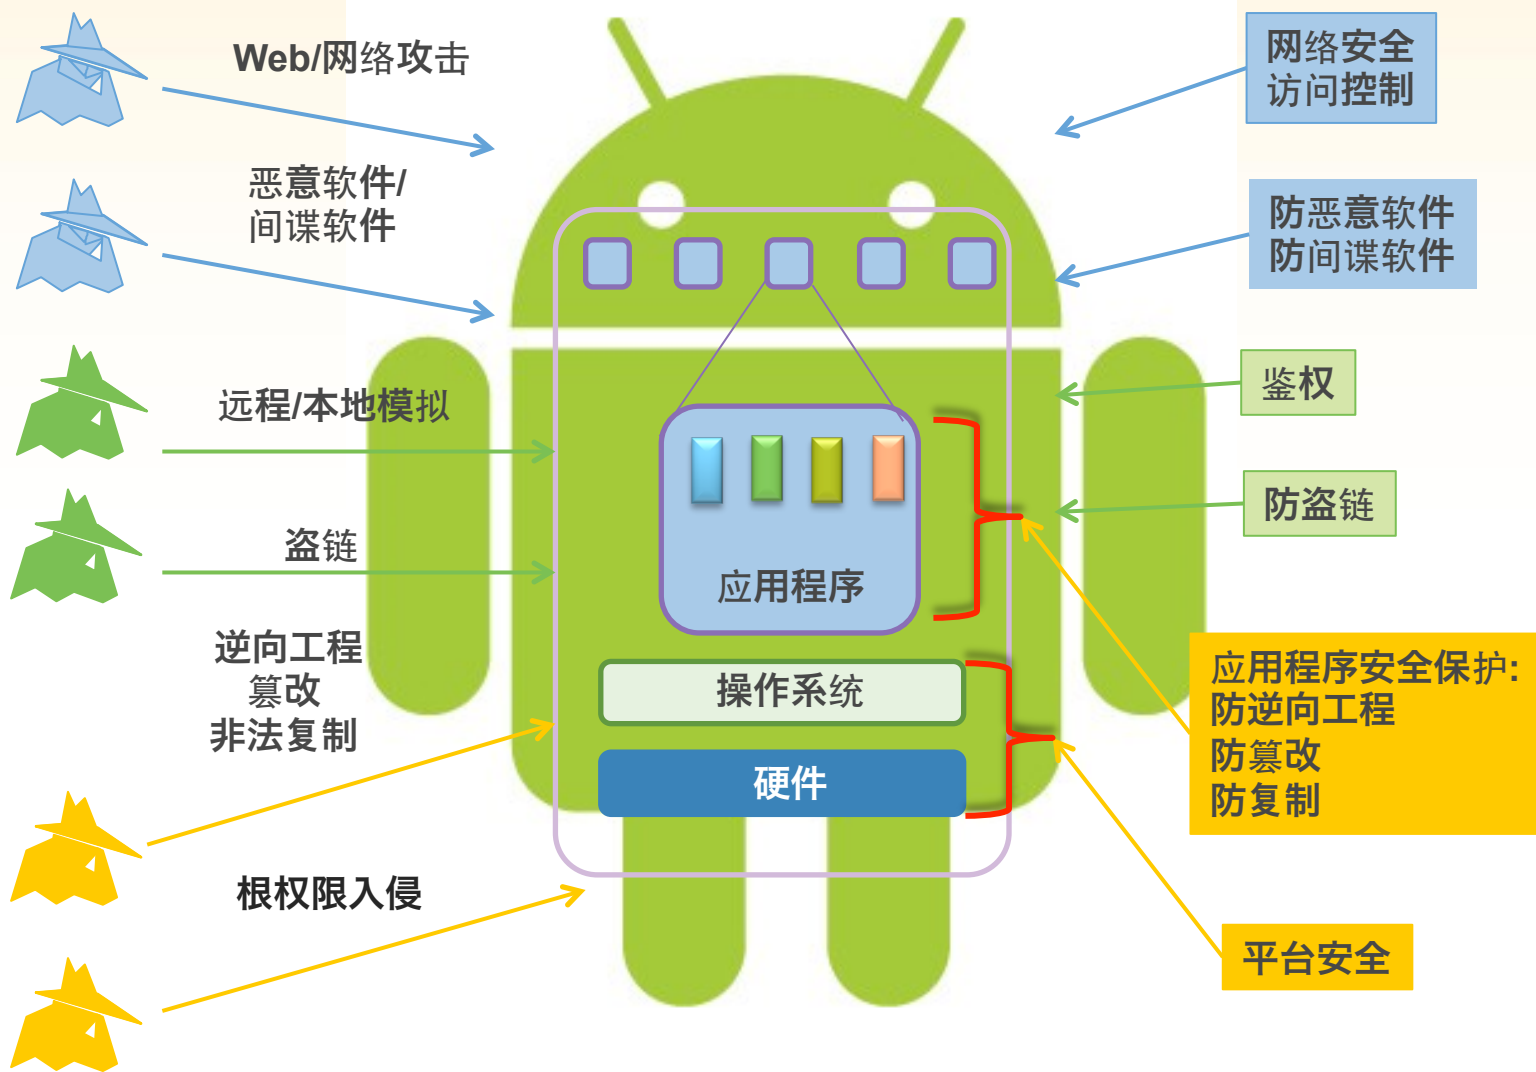 Web/网络攻击
恶意软件/
间谍软件
远程/本地模拟
盗链
逆向工程
篡改
非法复制
根权限入侵
应用程序
操作系统
硬件
网络安全
访问控制
防恶意软件
防间谍软件
鉴权
防盗链
应用程序安全保护:
防逆向工程
防篡改
防复制
平台安全